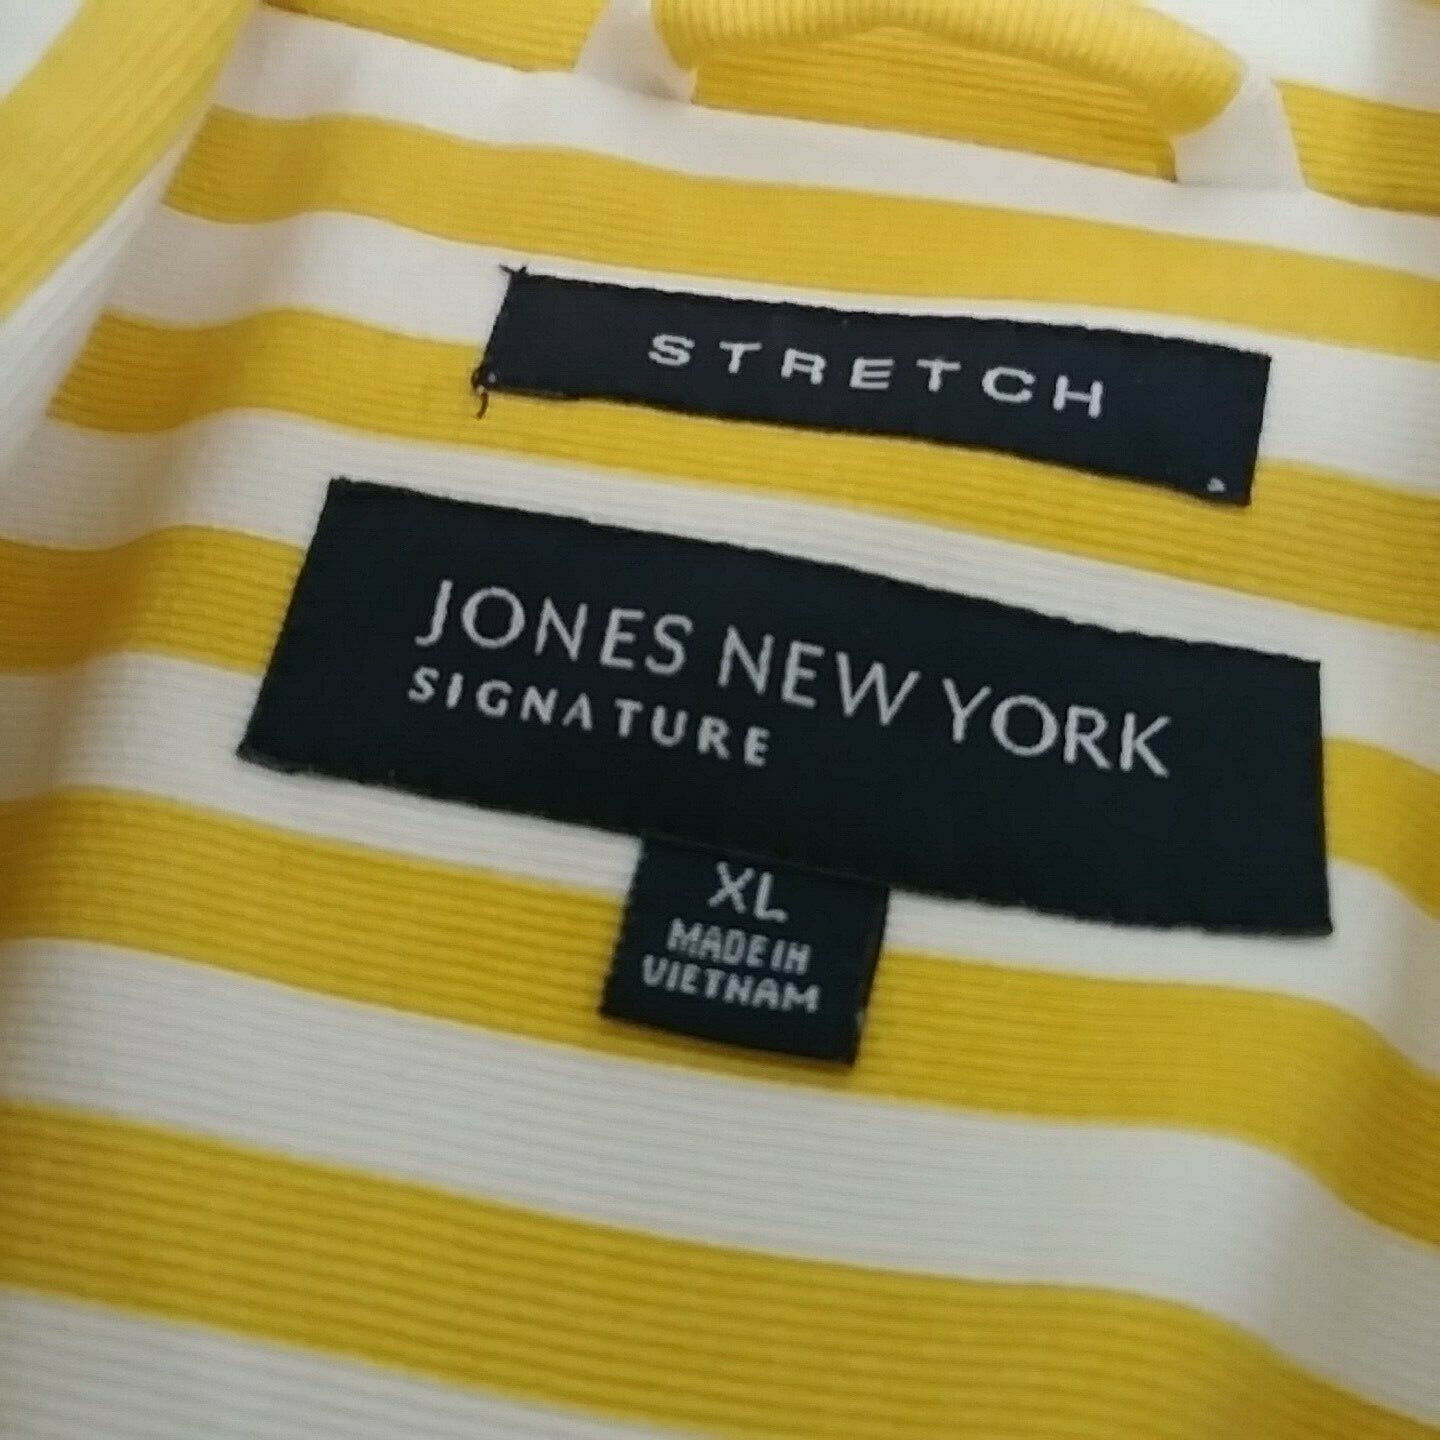 STRETCH
JONES NEW YORK
SIGNATURE
XL
MADE IN
VIETNAM